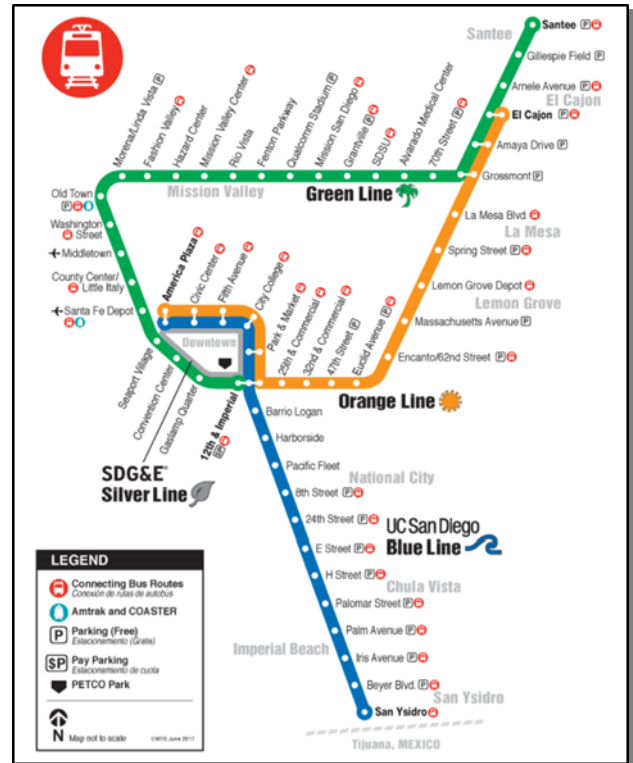 Santee P
Santee
Gillespie Field P
Arnele Avenue P
El Cajon
El Cajon P
Amaya Drive P
Grossmont P
Morena/Linda Vista P
Fashion Valley
Hazard Center
Mission Valley Center
Rio Vista
Fenton Parkway
Qualcomm Stadium P
Mission San Diego
Grantville P
SDSU
Alvarado Medical Center
70th Street P
Mission Valley
Green Line
Old Town
P
Washington
Street
Middletown
County Center/
Little Italy
Santa Fe Depot
Seaport Village
Convention Center
Gaslamp Quarter
12th & Imperial
$P
America Plaza
Civic Center
Fifth Avenue
City College
Park & Market
25th & Commercial
32nd & Commercial
47th Street P
Euclid Avenue P
Downtown
La Mesa Blvd.
La Mesa
Spring Street P
Lemon Grove Depot
Lemon Grove
Massachusetts Avenue P
Encanto/62nd Street P
Orange Line
SDG&E®
Silver Line
Barrio Logan
Harborside
Pacific Fleet
National City
8th Street P
24th Street P
UC San Diego
Blue Line
E Street P
H Street P
Chula Vista
Palomar Street P
Palm Avenue P
Imperial Beach
Iris Avenue P
Beyer Blvd. P
San Ysidro
San Ysidro
Tijuana, MEXICO
LEGEND
Connecting Bus Routes
Conexión de rutas de autobús
Amtrak and COASTER
P Parking (Free)
Estacionamiento (Gratis)
$P Pay Parking
Estacionamiento de cuota
PETCO Park
N Map not to scale ©MTS June 2017